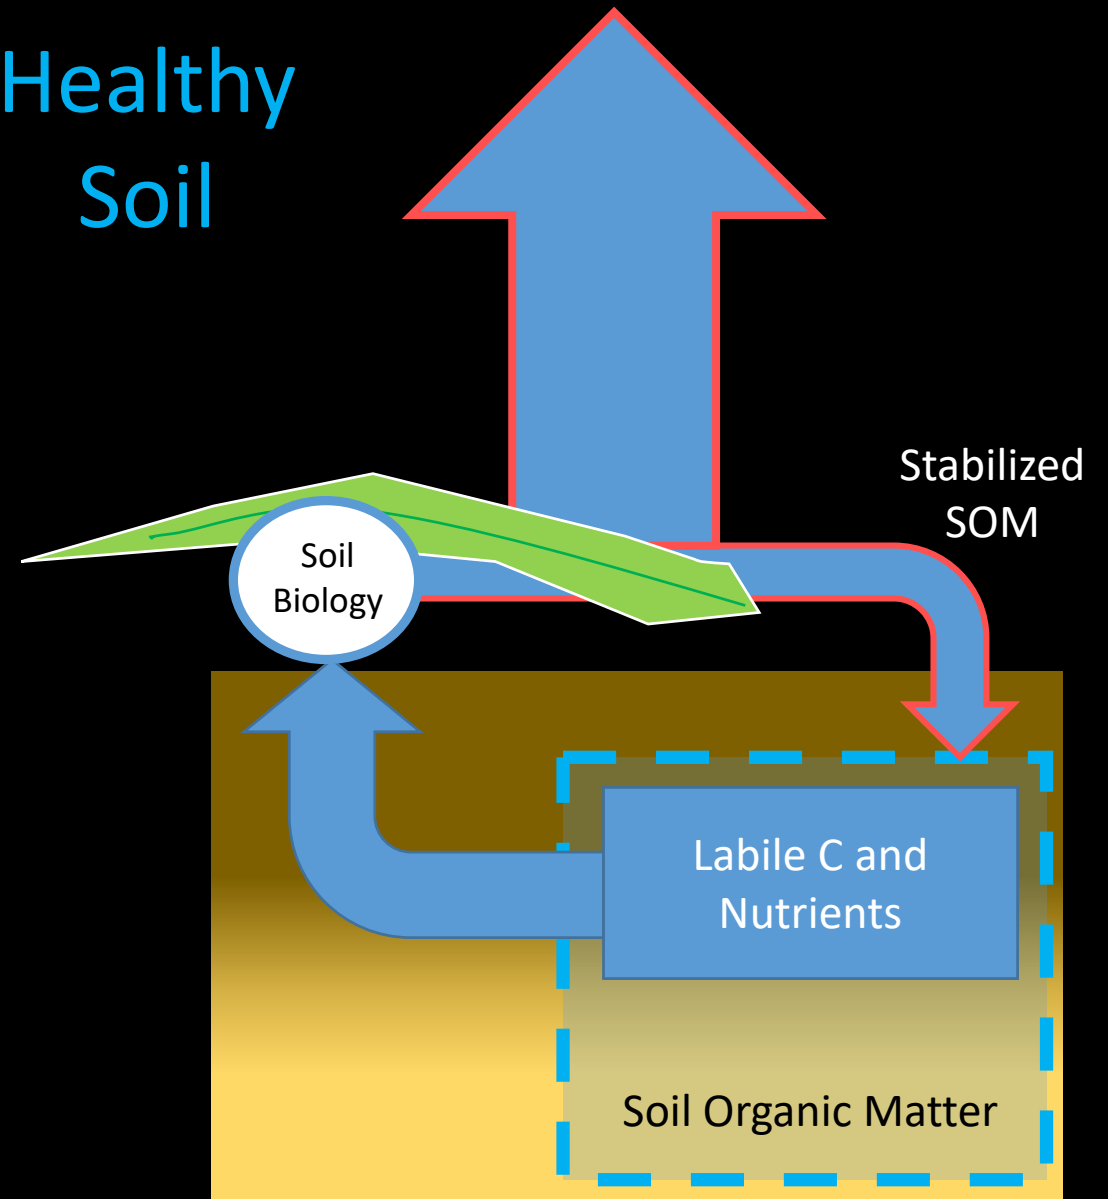 Healthy
Soil
Stabilized
SOM
Soil
Biology
Labile C and
Nutrients
Soil Organic Matter